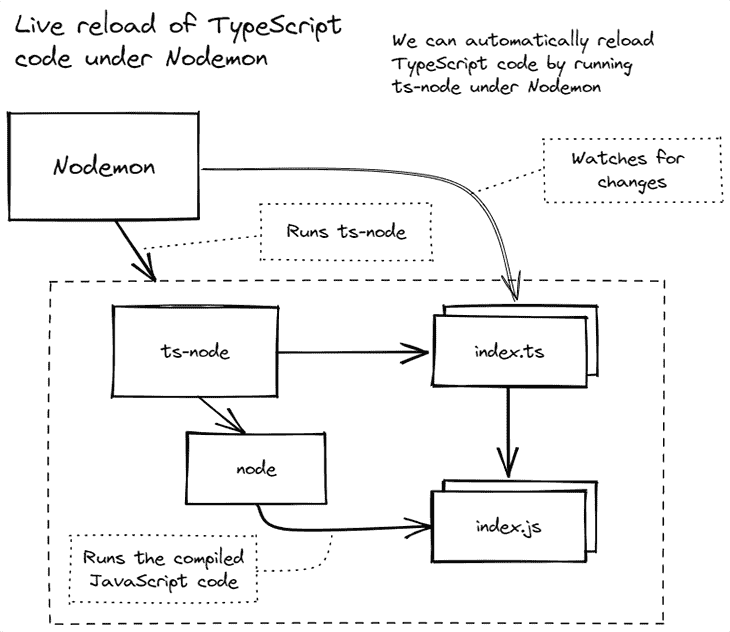 Live reload of TypeScript
code under Nodemon
We can automatically reload
TypeScript code by running
ts-node under Nodemon
Nodemon
Watches for
changes
Runs ts-node
ts-node
index.ts
node
index.js
Runs the compiled
JavaScript code